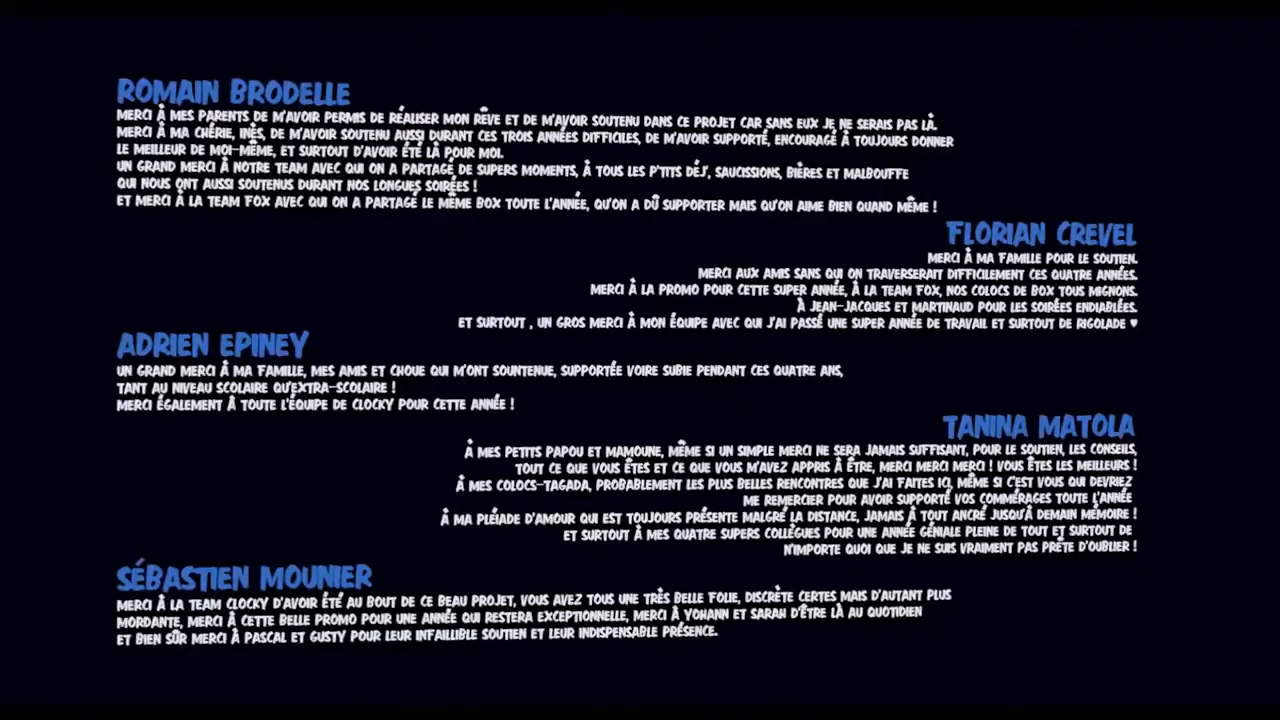 ROMAIN BRODELLE
MERCI À MES PARENTS DE M'AVOIR PERMIS DE RÉALISER MON RÊVE ET DE M'AVOIR SOUTENU DANS CE PROJET CAR SANS EUX JE NE SERAIS PAS LÀ.
MERCI À MA CHÉRIE, INÈS, DE M'AVOIR SOUTENU AUSSI DURANT CES TROIS ANNÉES DIFFICILES, DE M'AVOIR SUPPORTÉ, ENCOURAGÉ À TOUJOURS DONNER
LE MEILLEUR DE MOI-MÊME, ET SURTOUT D'AVOIR ÉTÉ LÀ POUR MOI.
UN GRAND MERCI À NOTRE TEAM AVEC QUI ON A PARTAGÉ DE SUPERS MOMENTS, À TOUS LES P'TITS DÉJ', SAUCISSIONS, BIÈRES ET MALBOUFFE
QUI NOUS ONT AUSSI SOUTENUS DURANT NOS LONGUES SOIRÉES !
ET MERCI À LA TEAM FOX AVEC QUI ON A PARTAGÉ LE MÊME BOX TOUTE L'ANNÉE, QU'ON A DÛ SUPPORTER MAIS QU'ON AIME BIEN QUAND MÊME !
FLORIAN CREVEL
MERCI À MA FAMILLE POUR LE SOUTIEN.
MERCI AUX AMIS SANS QUI ON TRAVERSERAIT DIFFICILEMENT CES QUATRE ANNÉES.
MERCI À LA PROMO POUR CETTE SUPER ANNÉE, À LA TEAM FOX, NOS COLOCS DE BOX TOUS MIGNONS.
À JEAN-JACQUES ET MARTINAUD POUR LES SOIRÉES ENDIABLÉES.
ET SURTOUT , UN GROS MERCI À MON ÉQUIPE AVEC QUI J'AI PASSÉ UNE SUPER ANNÉE DE TRAVAIL ET SURTOUT DE RIGOLADE ♥
ADRIEN EPINEY
UN GRAND MERCI À MA FAMILLE, MES AMIS ET CHOUE QUI M'ONT SOUNTENUE, SUPPORTÉE VOIRE SUBIE PENDANT CES QUATRE ANS,
TANT AU NIVEAU SCOLAIRE QU'EXTRA-SCOLAIRE !
MERCI ÉGALEMENT À TOUTE L'ÉQUIPE DE CLOCKY POUR CETTE ANNÉE !
TANINA MATOLA
À MES PETITS PAPOU ET MAMOUNE, MÊME SI UN SIMPLE MERCI NE SERA JAMAIS SUFFISANT, POUR LE SOUTIEN, LES CONSEILS,
TOUT CE QUE VOUS ÊTES ET CE QUE VOUS M'AVEZ APPRIS À ÊTRE, MERCI MERCI MERCI ! VOUS ÊTES LES MEILLEURS !
À MES COLOCS-TAGADA, PROBABLEMENT LES PLUS BELLES RENCONTRES QUE J'AI FAITES ICI, MÊME SI C'EST VOUS QUI DEVRIEZ
ME REMERCIER POUR AVOIR SUPPORTÉ VOS COMMÉRAGES TOUTE L'ANNÉE
À MA PLÉIADE D'AMOUR QUI EST TOUJOURS PRÉSENTE MALGRÉ LA DISTANCE, JAMAIS À TOUT ANCRÉ JUSQU'À DEMAIN MÉMOIRE !
ET SURTOUT À MES QUATRE SUPERS COLLÈGUES POUR UNE ANNÉE GÉNIALE PLEINE DE TOUT ET SURTOUT DE
N'IMPORTE QUOI QUE JE NE SUIS VRAIMENT PAS PRÊTE D'OUBLIER !
SÉBASTIEN MOUNIER
MERCI À LA TEAM CLOCKY D'AVOIR ÉTÉ AU BOUT DE CE BEAU PROJET, VOUS AVEZ TOUS UNE TRÈS BELLE FOLIE, DISCRÈTE CERTES MAIS D'AUTANT PLUS
MORDANTE, MERCI À CETTE BELLE PROMO POUR UNE ANNÉE QUI RESTERA EXCEPTIONNELLE, MERCI À YOHANN ET SARAH D'ÊTRE LÀ AU QUOTIDIEN
ET BIEN SÛR MERCI À PASCAL ET GUSTY POUR LEUR INFAILLIBLE SOUTIEN ET LEUR INDISPENSABLE PRÉSENCE.